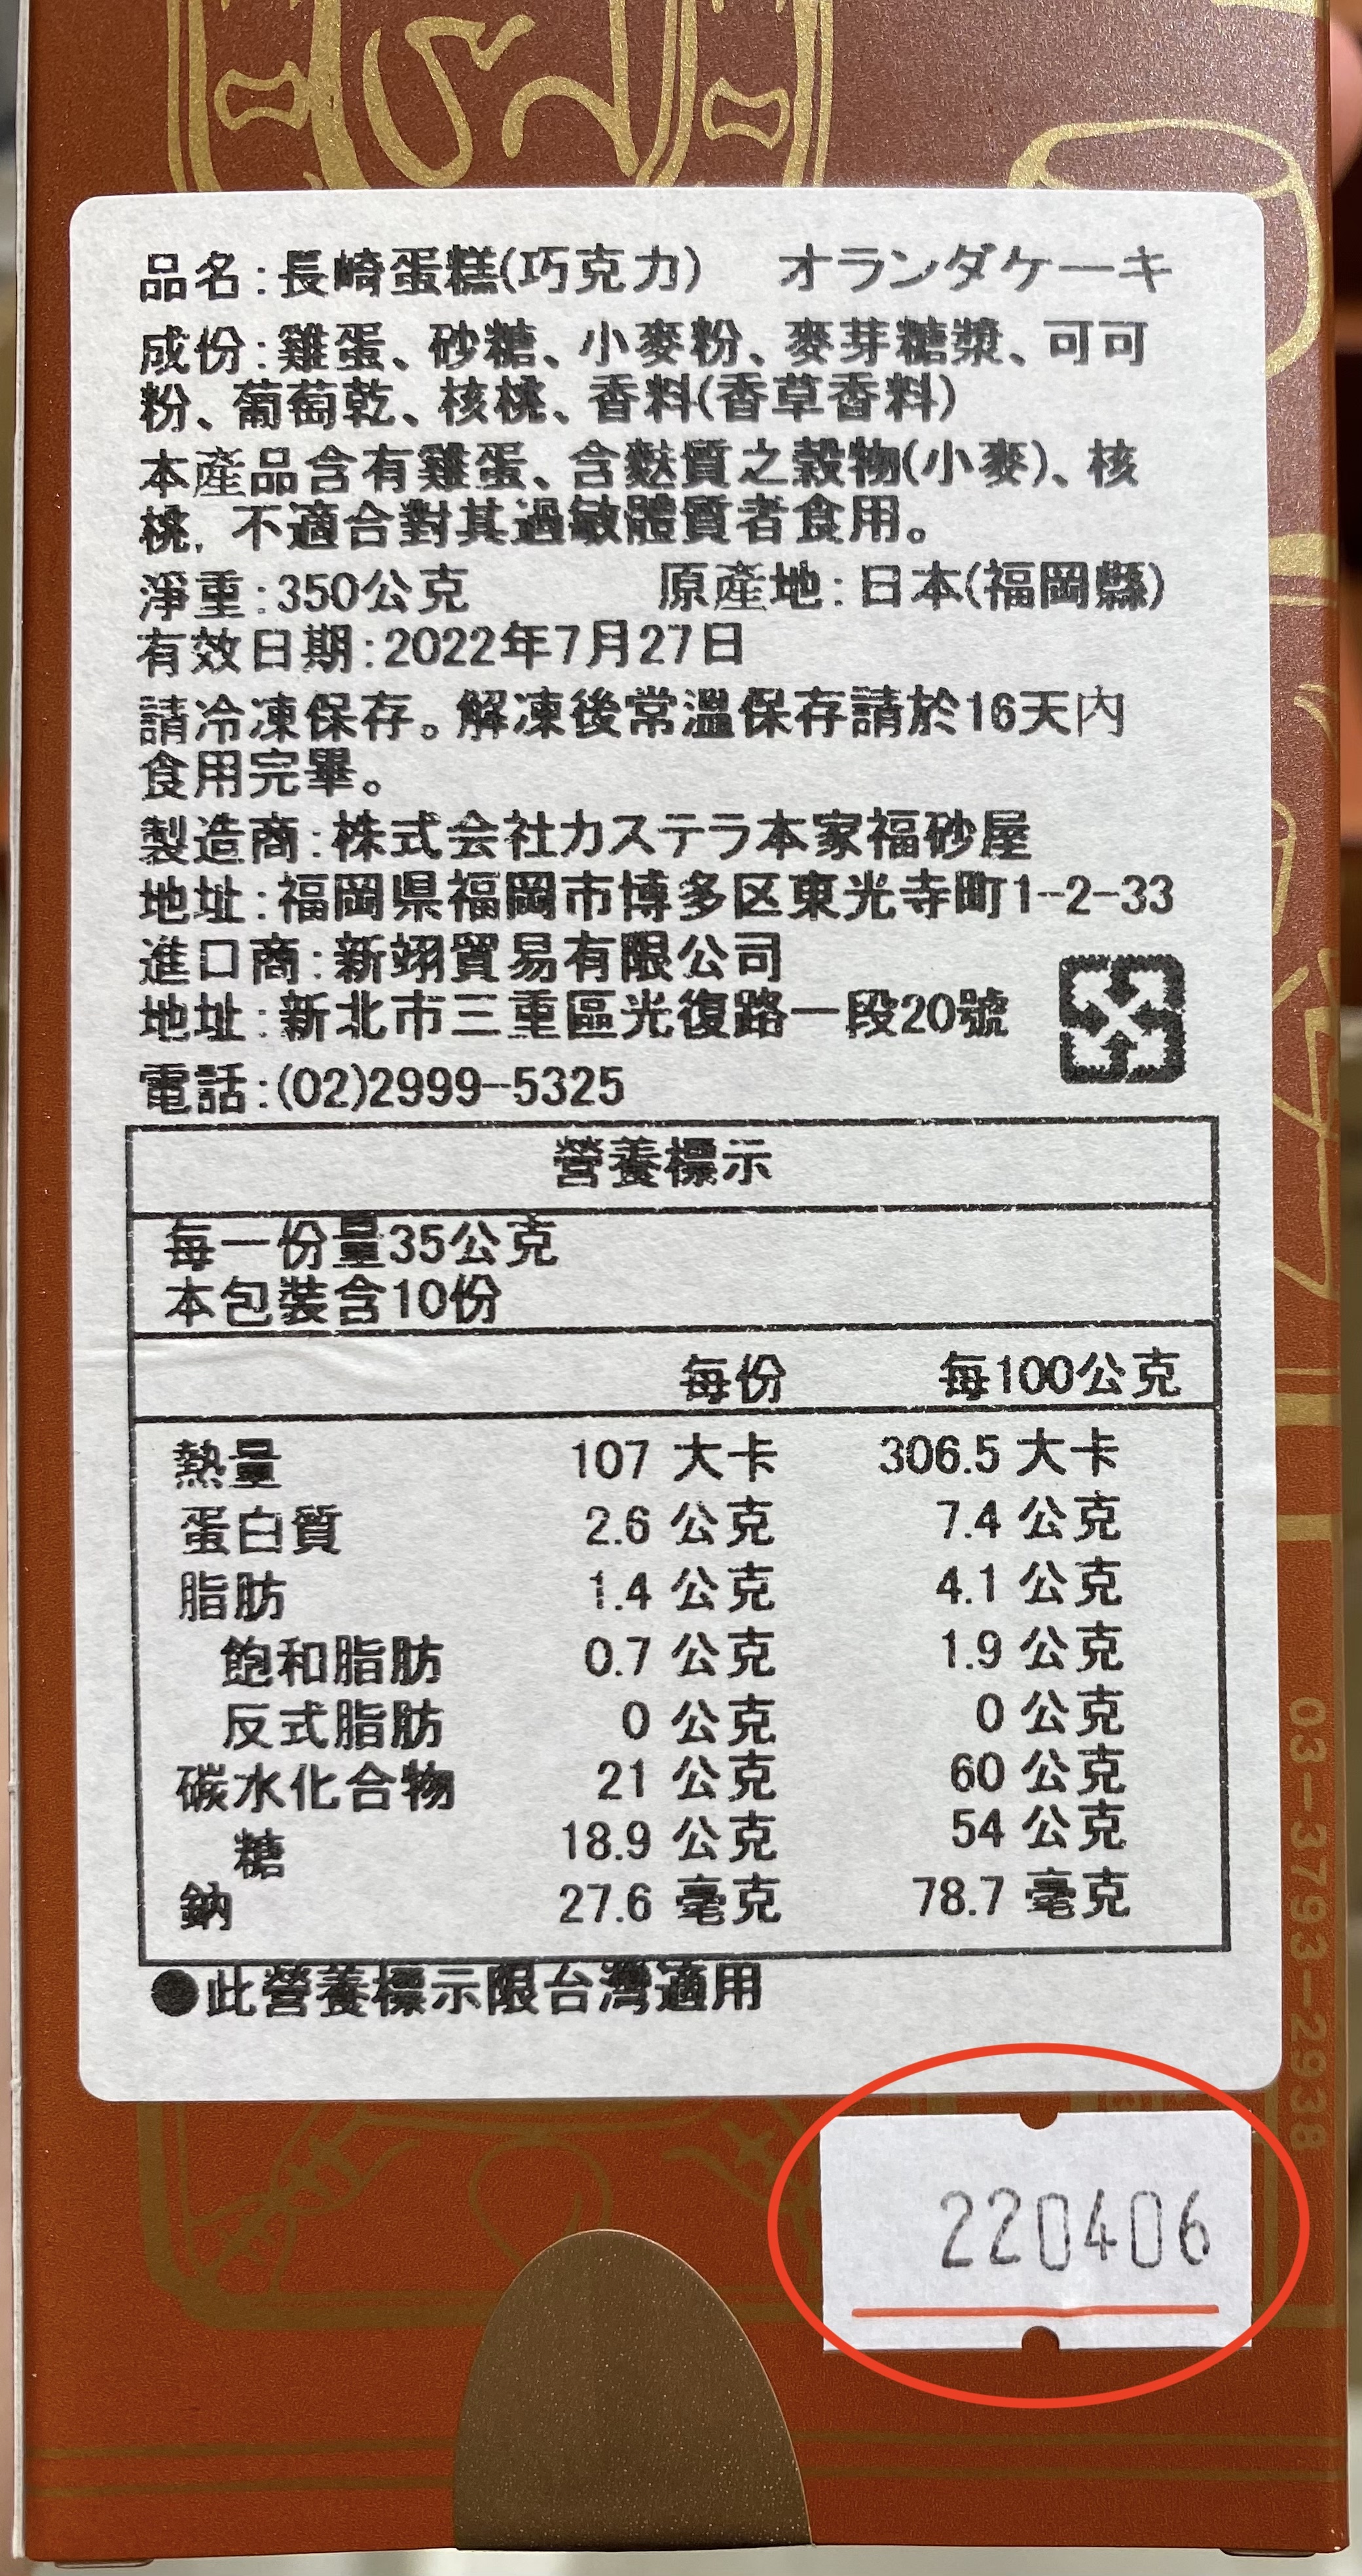 品名:長崎蛋糕(巧克力) オランダケーキ
成份:雞蛋、砂糖、小麥粉、麥芽糖漿、可可
粉、葡萄乾、核桃、香料(香草香料)
本產品含有雞蛋、含麩質之穀物(小麥)、核
桃, 不適合對其過敏體質者食用。
淨重:350公克 原產地:日本(福岡縣)
有效日期:2022年7月27日
請冷凍保存。解凍後常溫保存請於16天內
食用完畢。
製造商:株式会社カステラ本家福砂屋
地址:福岡県福岡市博多区東光寺町1-2-33
進口商:新翊貿易有限公司
地址:新北市三重區光復路一段20號
電話:(02)2999-5325
營養標示
每一份量35公克
本包裝含10份
每份 每100公克
熱量 107 大卡 306.5 大卡
蛋白質 2.6 公克 7.4 公克
脂肪 1.4 公克 4.1 公克
飽和脂肪 0.7 公克 1.9 公克
反式脂肪 0 公克 0 公克
碳水化合物 21 公克 60 公克
糖 18.9 公克 54 公克
鈉 27.6 毫克 78.7 毫克
●此營養標示限台灣適用
220406
03-3793-2938